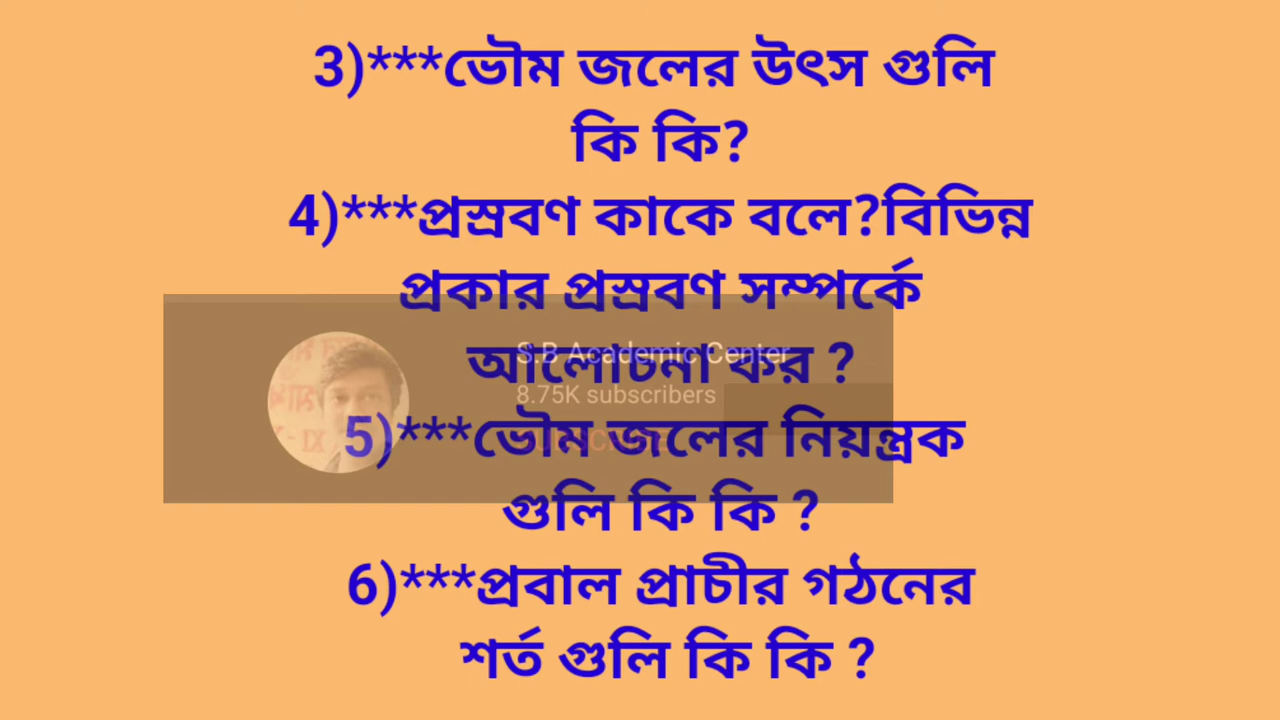 3)***ভৌম জলের উৎস গুলি
কি কি?
4)***প্রস্রবণ কাকে বলে?বিভিন্ন
প্রকার প্রস্রবণ সম্পর্কে
আলোচনা কর ?
S.B Academic Center
8.75K subscribers
5)***ভৌম জলের নিয়ন্ত্রক
SUBSCRIBE
গুলি কি কি ?
6)***প্রবাল প্রাচীর গঠনের
শর্ত গুলি কি কি ?